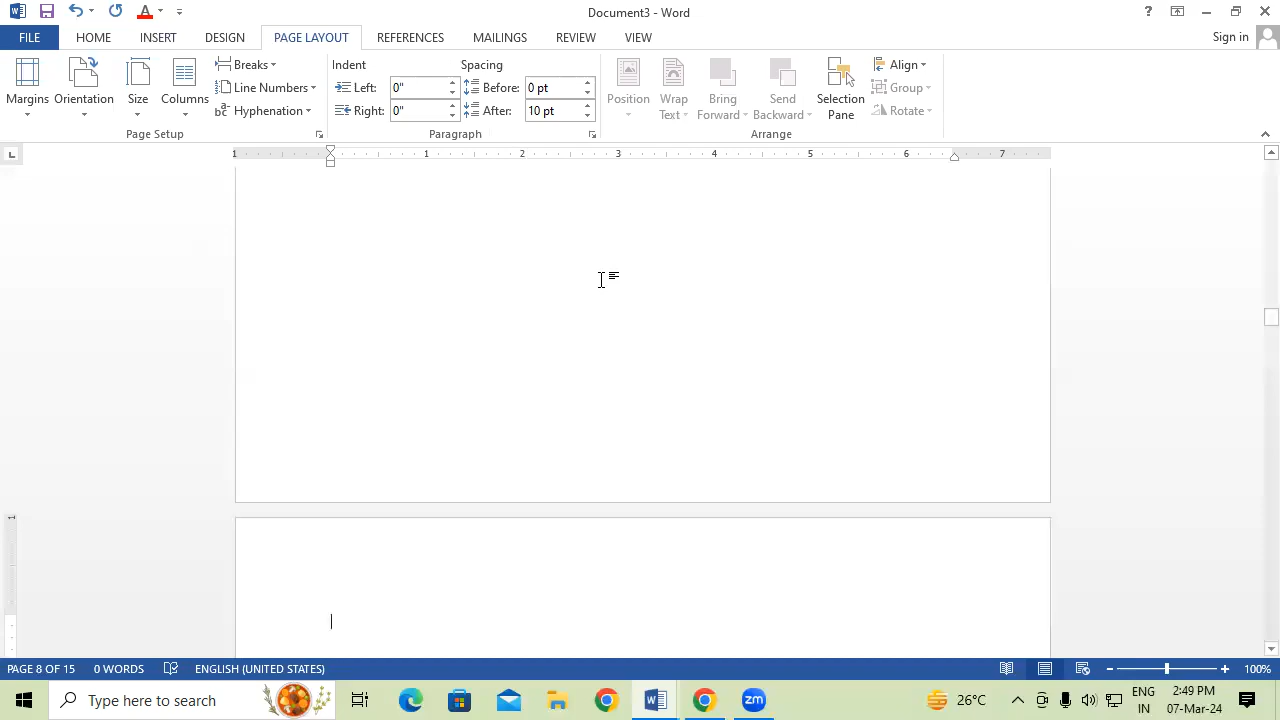 Document3 - Word
?
Sign in
FILE HOME INSERT DESIGN PAGE LAYOUT REFERENCES MAILINGS REVIEW VIEW
Margins Orientation Size Columns
Breaks
Line Numbers
Hyphenation
Page Setup
Indent Spacing
Left: 0" Before: 0 pt
Right: 0" After: 10 pt
Paragraph
Position Wrap Text Bring Forward Send Backward Selection Pane
Align
Group
Rotate
Arrange
L
1 1 2 3 4 5 6 7
1
PAGE 8 OF 15 0 WORDS ENGLISH (UNITED STATES) 100%
Type here to search
zm
26°C
ENG
IN
2:49 PM
07-Mar-24